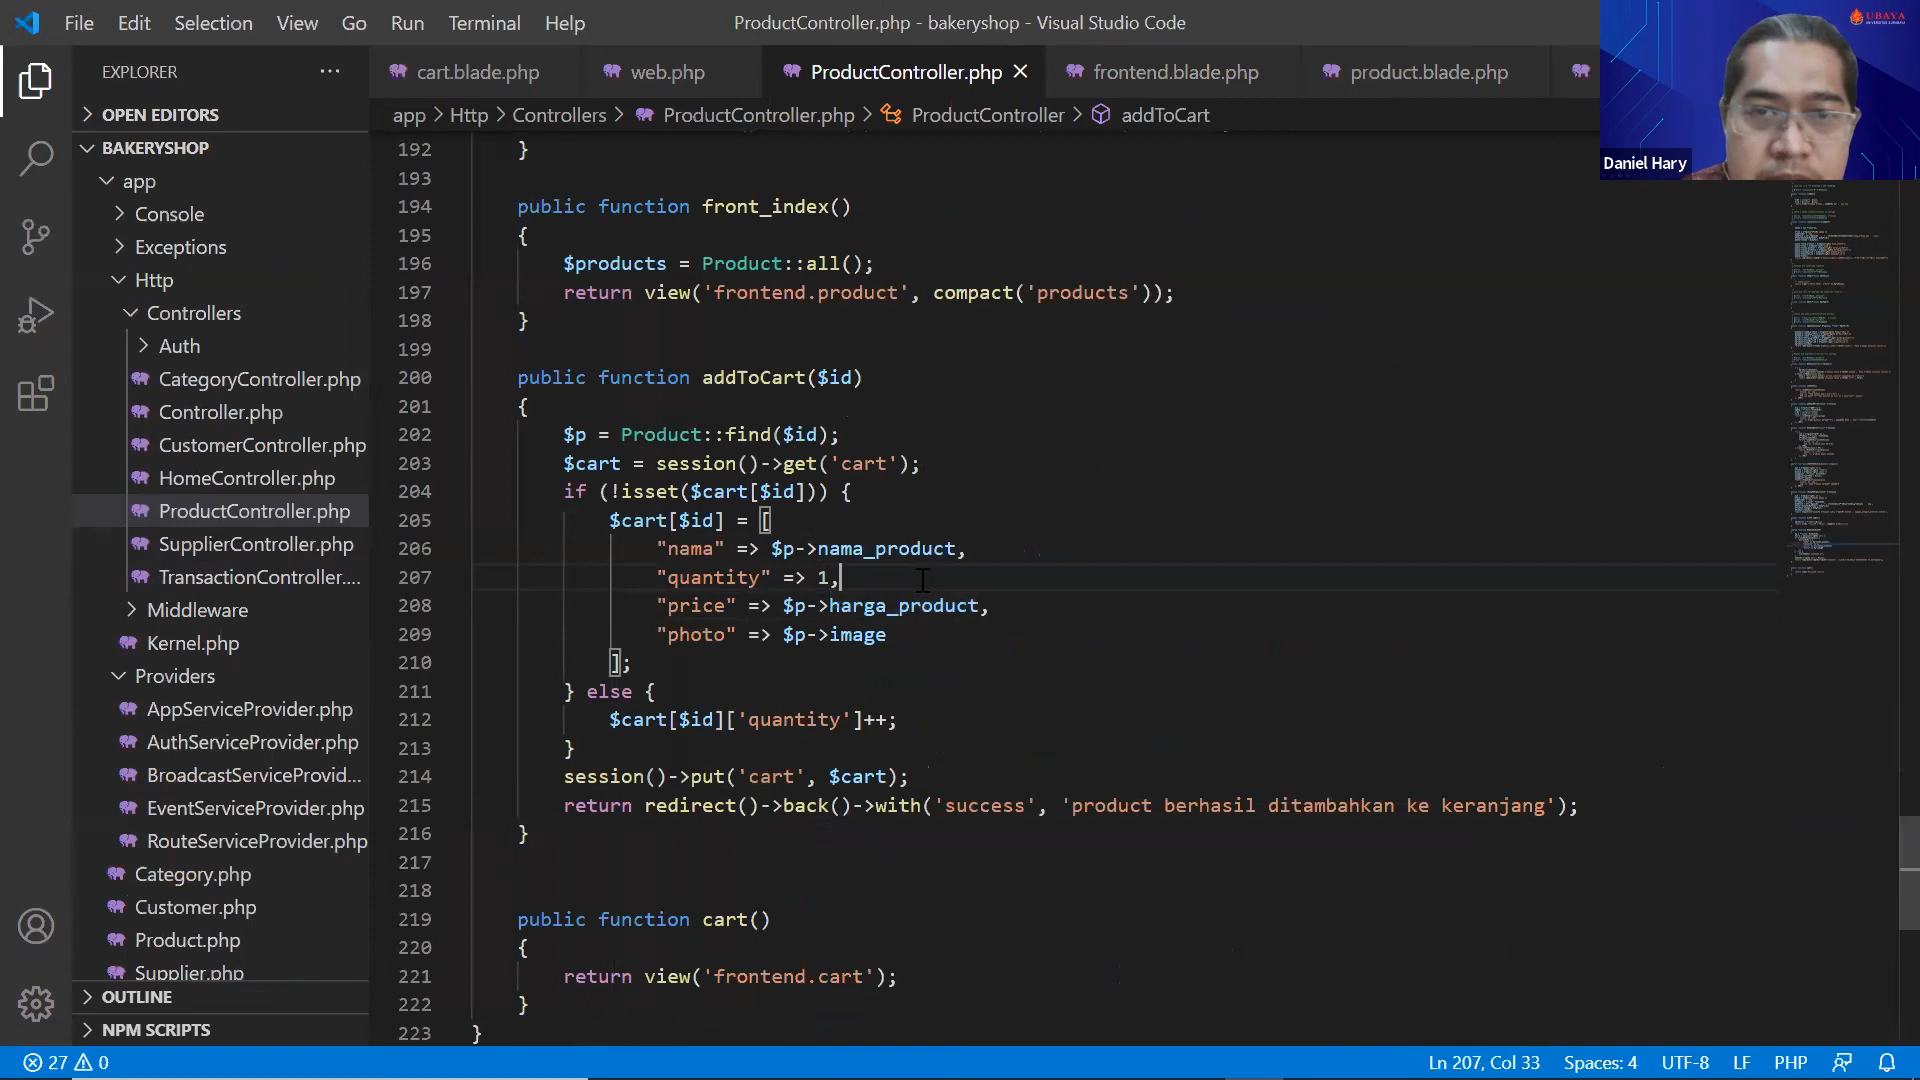 File Edit Selection View Go Run Terminal Help
ProductController.php - bakeryshop - Visual Studio Code
UBAYA
Daniel Hary
EXPLORER ···
OPEN EDITORS
BAKERYSHOP
app
Console
Exceptions
Http
Controllers
Auth
CategoryController.php
Controller.php
CustomerController.php
HomeController.php
ProductController.php
SupplierController.php
TransactionController....
Middleware
Kernel.php
Providers
AppServiceProvider.php
AuthServiceProvider.php
BroadcastServiceProvid...
EventServiceProvider.php
RouteServiceProvider.php
Category.php
Customer.php
Product.php
Supplier.php
OUTLINE
NPM SCRIPTS
cart.blade.php web.php ProductController.php frontend.blade.php product.blade.php
app > Http > Controllers > ProductController.php > ProductController > addToCart
192 }
193
194 public function front_index()
195 {
196 $products = Product::all();
197 return view('frontend.product', compact('products'));
198 }
199
200 public function addToCart($id)
201 {
202 $p = Product::find($id);
203 $cart = session()->get('cart');
204 if (!isset($cart[$id])) {
205 $cart[$id] = [
206 "nama" => $p->nama_product,
207 "quantity" => 1,
208 "price" => $p->harga_product,
209 "photo" => $p->image
210 ];
211 } else {
212 $cart[$id]['quantity']++;
213 }
214 session()->put('cart', $cart);
215 return redirect()->back()->with('success', 'product berhasil ditambahkan ke keranjang');
216 }
217
218
219 public function cart()
220 {
221 return view('frontend.cart');
222 }
223 }
27 0
Ln 207, Col 33 Spaces: 4 UTF-8 LF PHP